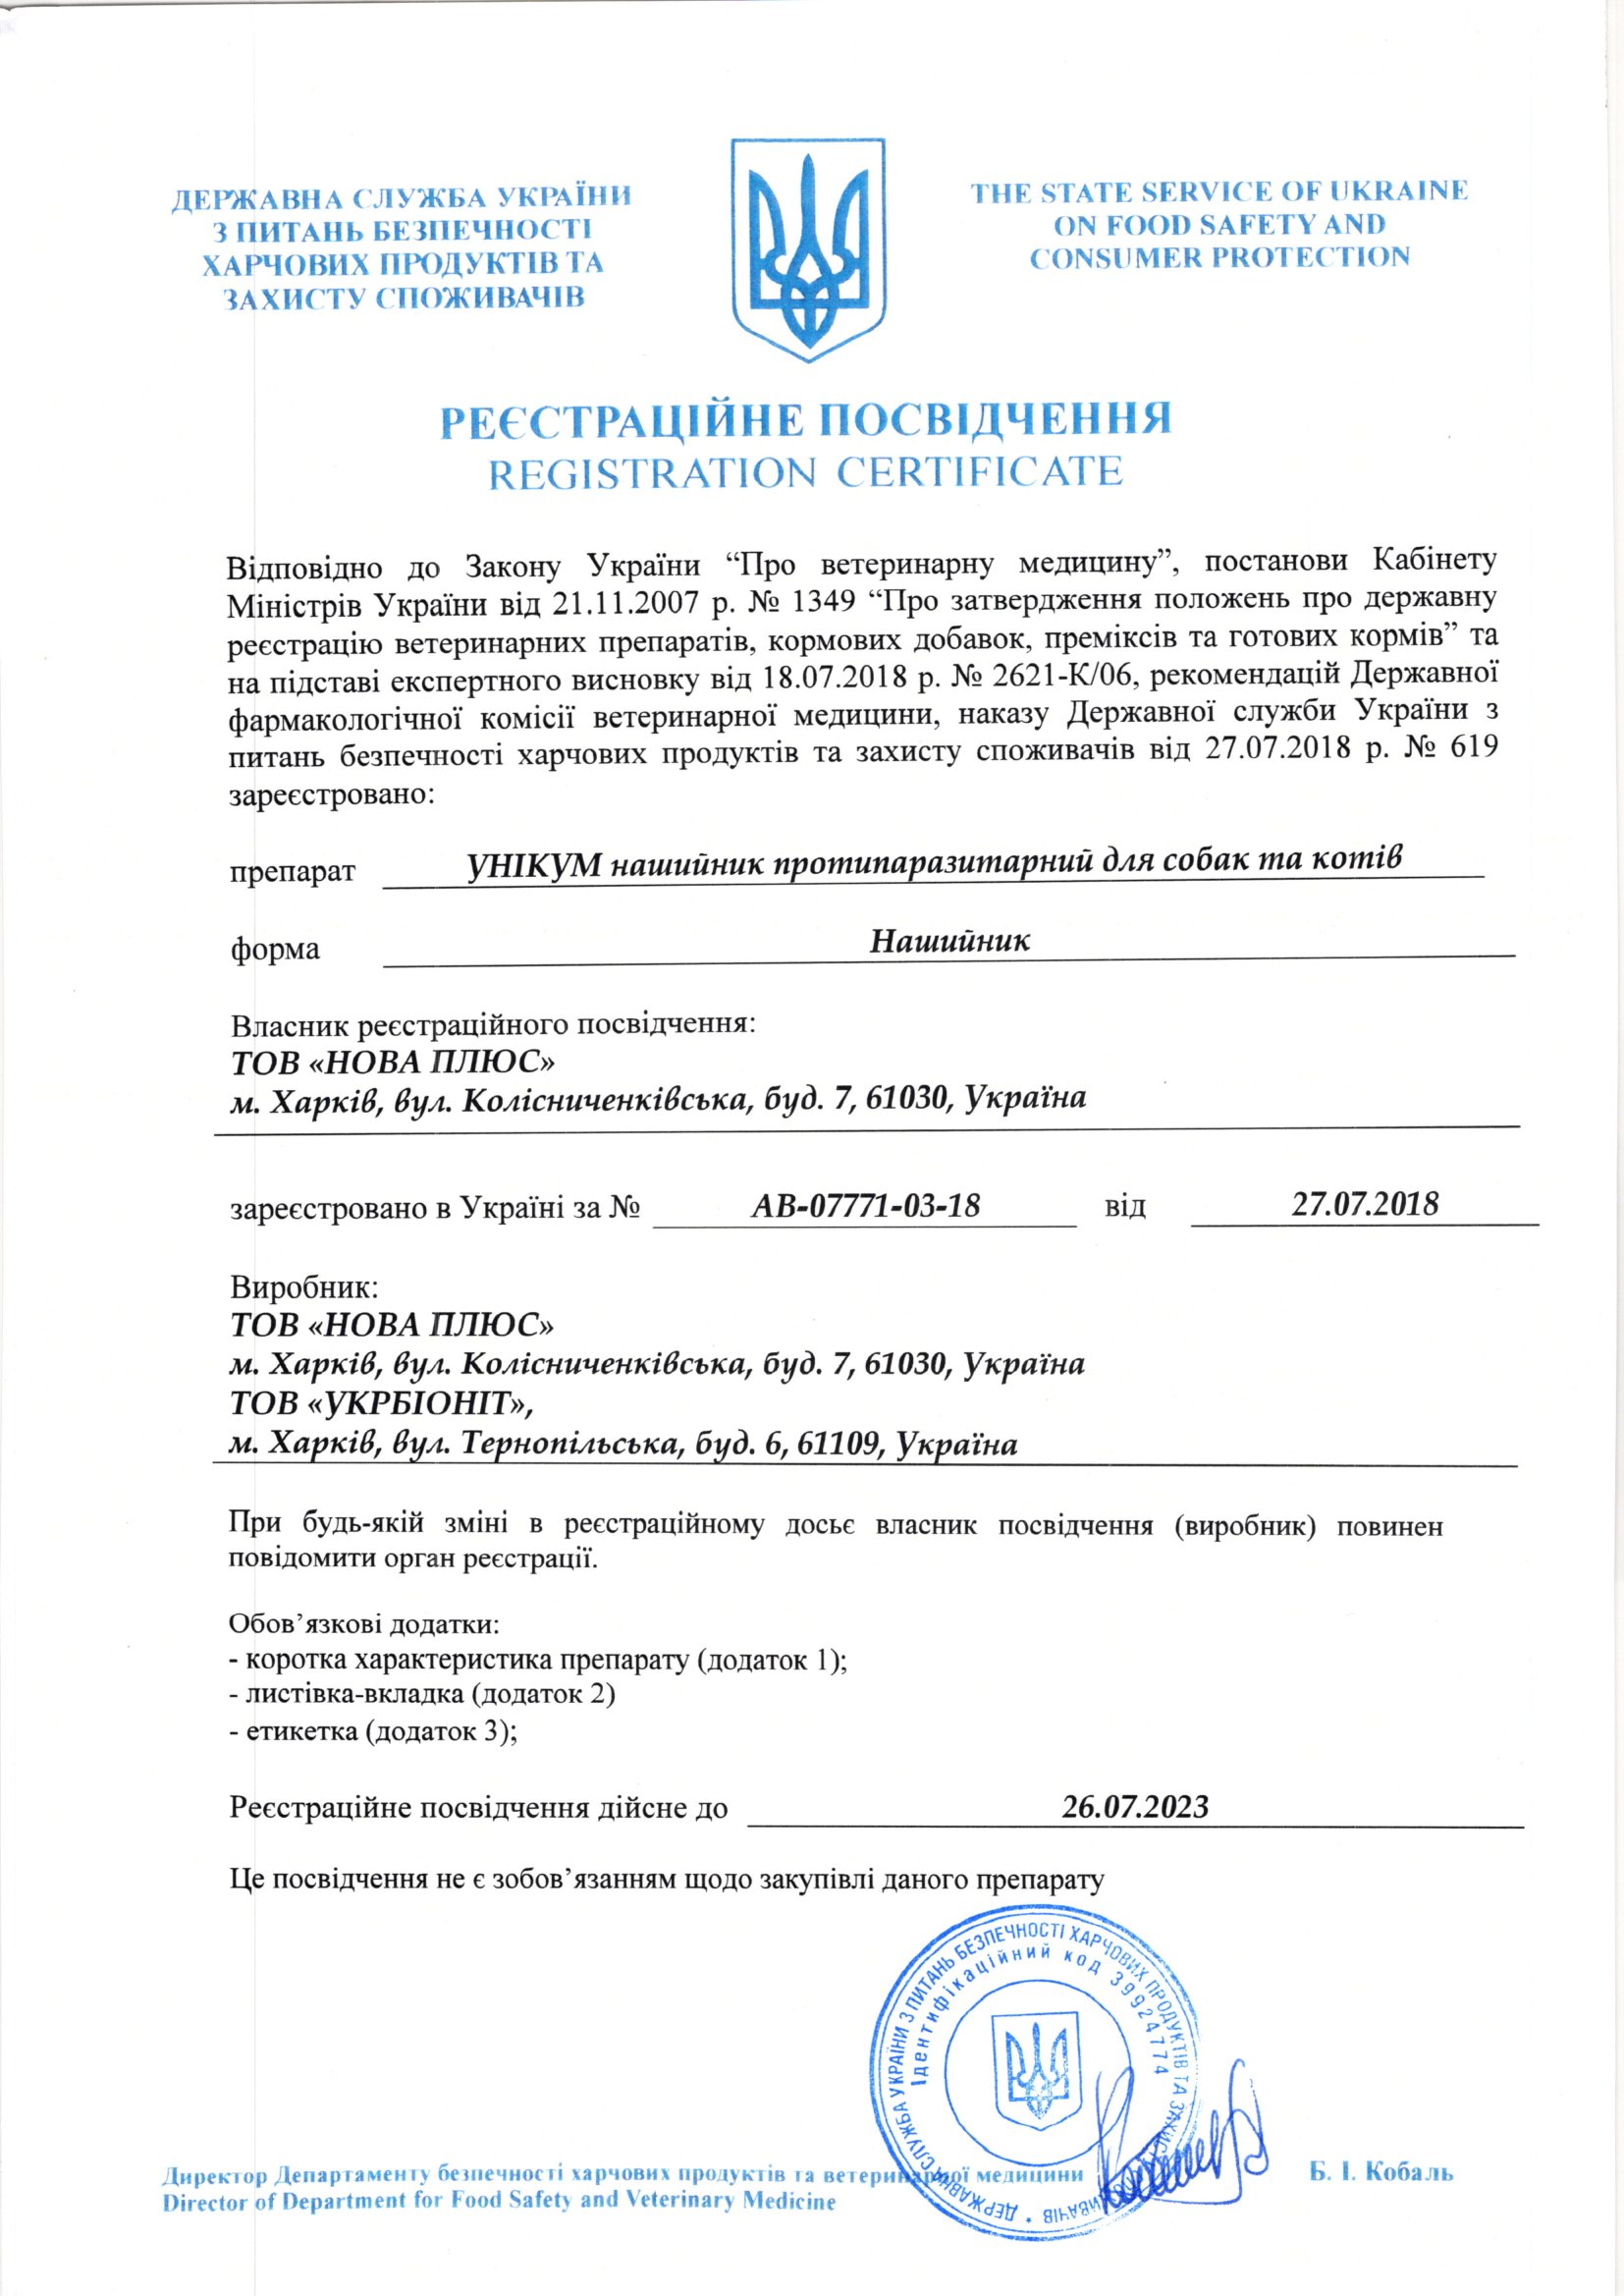 ДЕРЖАВНА СЛУЖБА УКРАЇНИ
З ПИТАНЬ БЕЗПЕЧНОСТІ
ХАРЧОВИХ ПРОДУКТІВ ТА
ЗАХИСТУ СПОЖИВАЧІВ
THE STATE SERVICE OF UKRAINE
ON FOOD SAFETY AND
CONSUMER PROTECTION
РЕЄСТРАЦІЙНЕ ПОСВІДЧЕННЯ
REGISTRATION CERTIFICATE
Відповідно до Закону України “Про ветеринарну медицину”, постанови Кабінету
Міністрів України від 21.11.2007 р. № 1349 “Про затвердження положень про державну
реєстрацію ветеринарних препаратів, кормових добавок, преміксів та готових кормів” та
на підставі експертного висновку від 18.07.2018 р. № 2621-К/06, рекомендацій Державної
фармакологічної комісії ветеринарної медицини, наказу Державної служби України з
питань безпечності харчових продуктів та захисту споживачів від 27.07.2018 р. № 619
зареєстровано:
препарат УНІКУМ нашийник протипаразитарний для собак та котів
форма Нашийник
Власник реєстраційного посвідчення:
ТОВ «НОВА ПЛЮС»
м. Харків, вул. Колісниченківська, буд. 7, 61030, Україна
зареєстровано в Україні за № АВ-07771-03-18 від 27.07.2018
Виробник:
ТОВ «НОВА ПЛЮС»
м. Харків, вул. Колісниченківська, буд. 7, 61030, Україна
ТОВ «УКРБІОНІТ»,
м. Харків, вул. Тернопільська, буд. 6, 61109, Україна
При будь-якій зміні в реєстраційному досьє власник посвідчення (виробник) повинен
повідомити орган реєстрації.
Обов’язкові додатки:
- коротка характеристика препарату (додаток 1);
- листівка-вкладка (додаток 2)
- етикетка (додаток 3);
Реєстраційне посвідчення дійсне до 26.07.2023
Це посвідчення не є зобов’язанням щодо закупівлі даного препарату
ДЕРЖАВНА СЛУЖБА УКРАЇНИ З ПИТАНЬ БЕЗПЕЧНОСТІ ХАРЧОВИХ ПРОДУКТІВ ТА ЗАХИСТУ СПОЖИВАЧІВ *
Ідентифікаційний код 39924774
Директор Департаменту безпечності харчових продуктів та ветеринарної медицини
Director of Department for Food Safety and Veterinary Medicine
Б. І. Кобаль